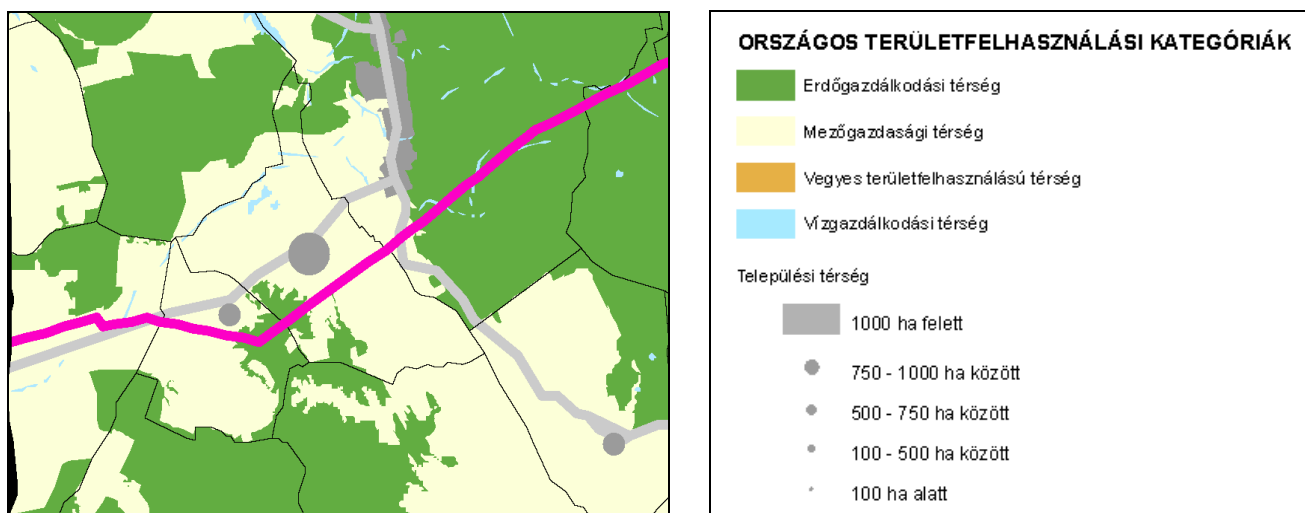 ORSZÁGOS TERÜLETFELHASZNÁLÁSI KATEGÓRIÁK
Erdőgazdálkodási térség
Mezőgazdasági térség
Vegyes területfelhasználású térség
Vízgazdálkodási térség
Települési térség
1000 ha felett
750 - 1000 ha között
500 - 750 ha között
100 - 500 ha között
100 ha alatt